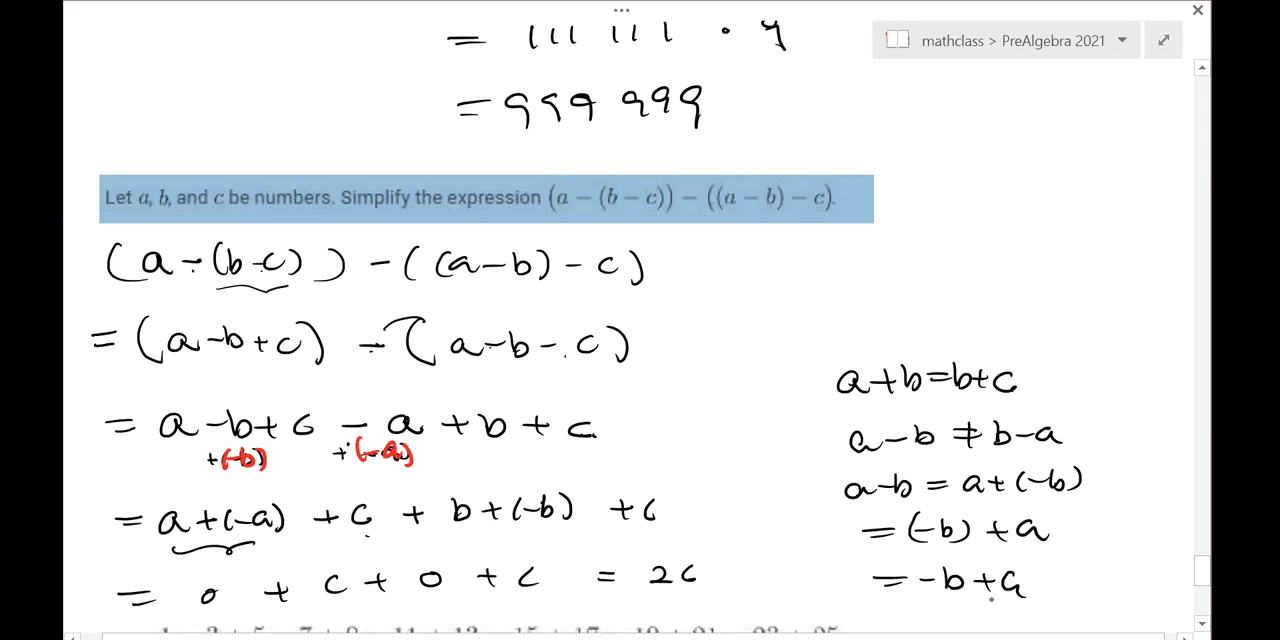 = 111 111 · 9
mathclass > PreAlgebra 2021
= 999 999
Let a, b, and c be numbers. Simplify the expression (a − (b − c)) − ((a − b) − c).
(a − (b − c)) − ((a − b) − c)
= (a − b + c) − (a − b − c)
= a − b + c − a + b + c
+(−b) +(−a)
= a + (−a) + c + b + (−b) + c
= 0 + c + 0 + c = 2c
a + b = b + c
a − b ≠ b − a
a − b = a + (−b)
= (−b) + a
= −b + a